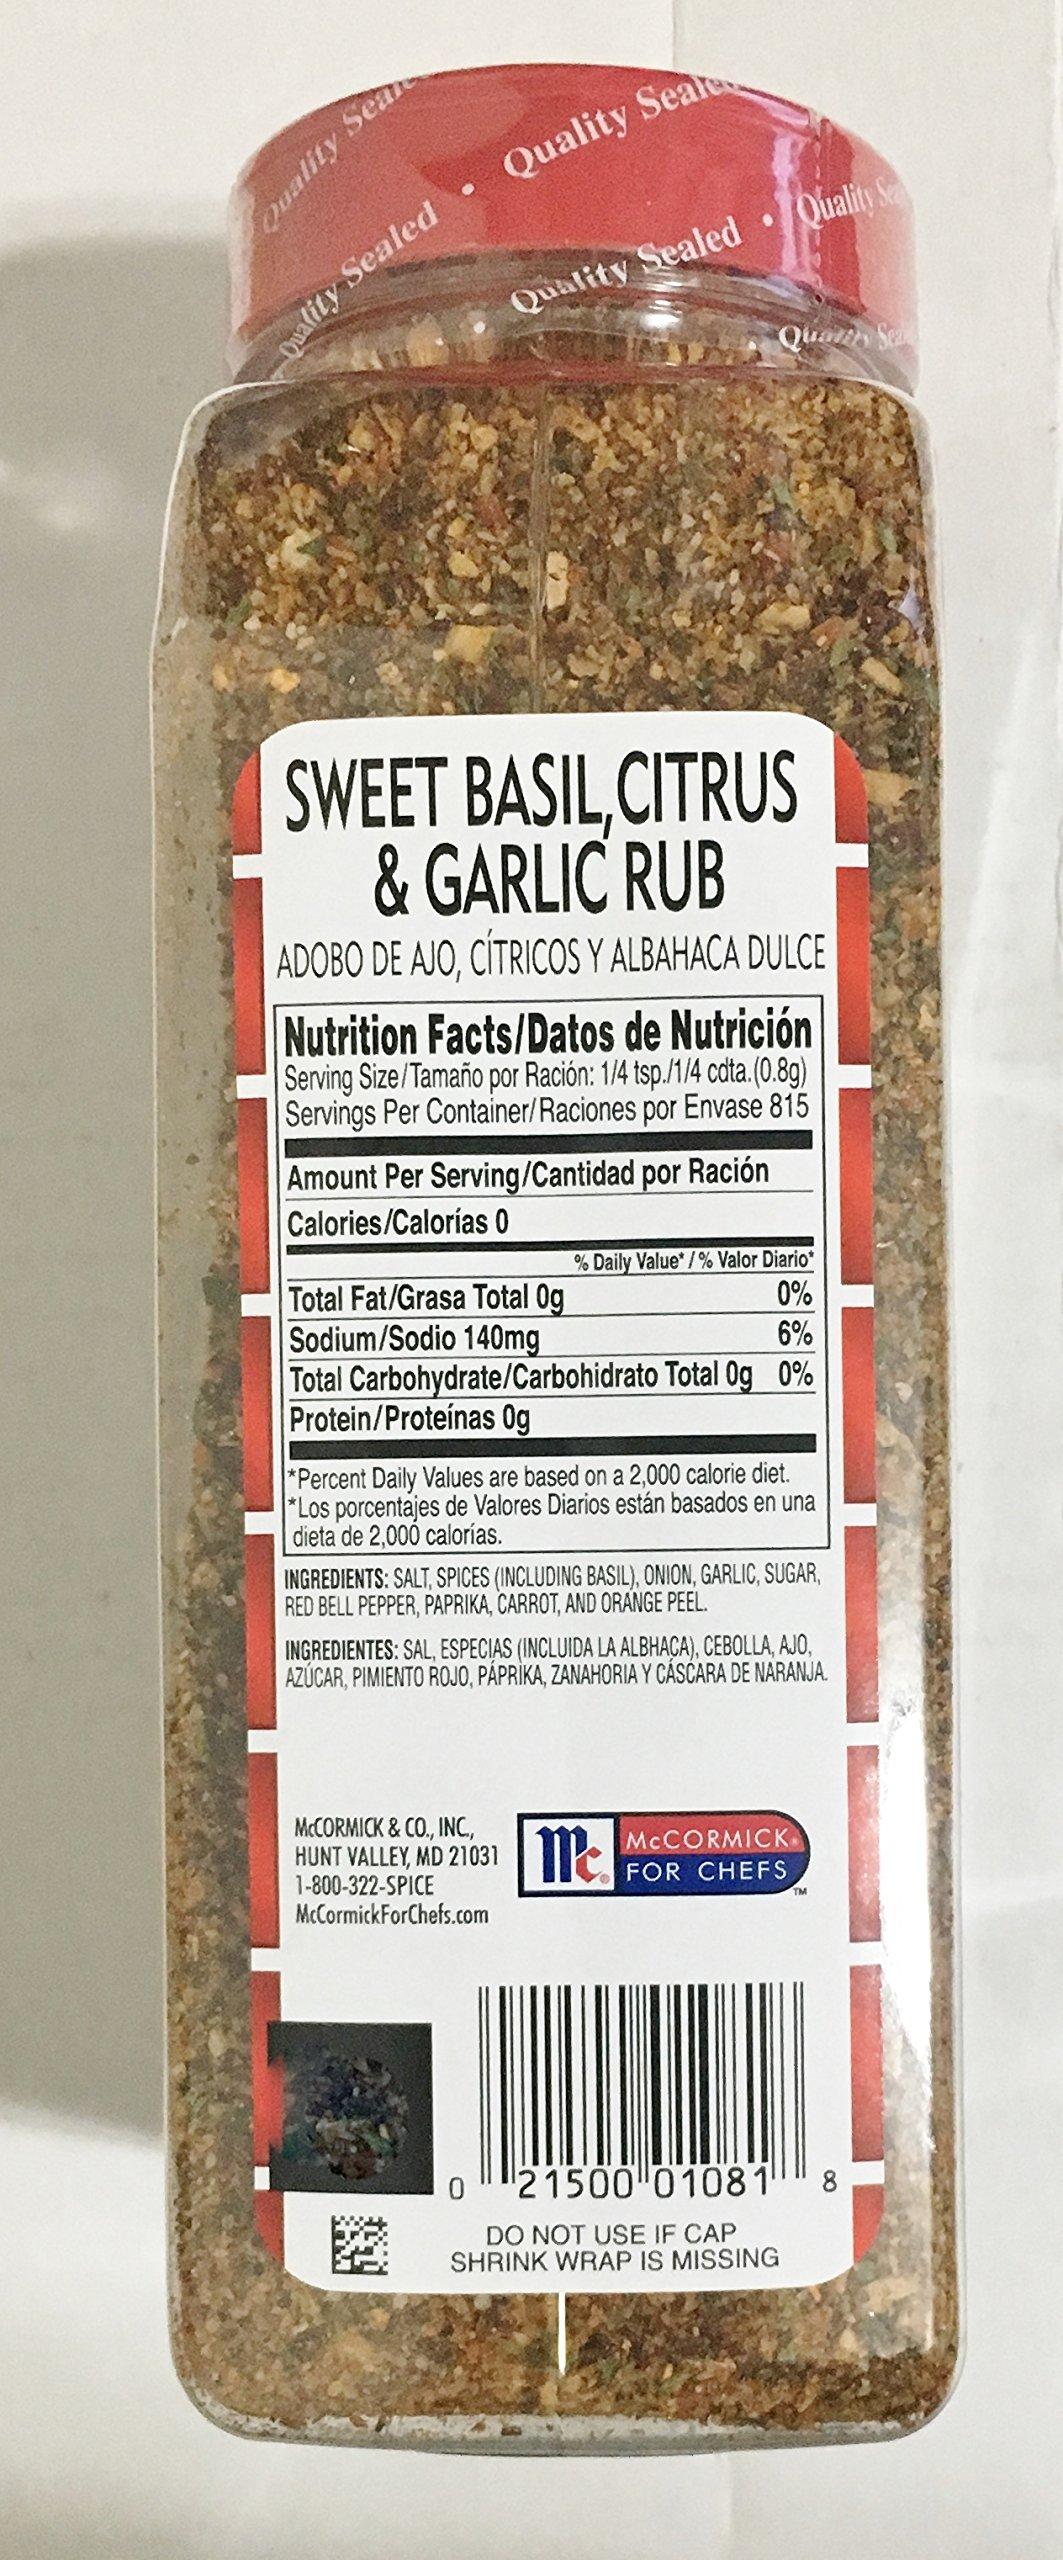 Quality
Quality Sealed
Quality Sealed
Quality Sealed
Quality
SWEET BASIL, CITRUS
& GARLIC RUB
ADOBO DE AJO, CÍTRICOS Y ALBAHACA DULCE
Nutrition Facts/Datos de Nutrición
Serving Size/Tamaño por Ración: 1/4 tsp./1/4 cdta.(0.8g)
Servings Per Container/Raciones por Envase 815
Amount Per Serving/Cantidad por Ración
Calories/Calorías 0
% Daily Value* / % Valor Diario*
Total Fat/Grasa Total 0g 0%
Sodium/Sodio 140mg 6%
Total Carbohydrate/Carbohidrato Total 0g 0%
Protein/Proteínas 0g
*Percent Daily Values are based on a 2,000 calorie diet.
*Los porcentajes de Valores Diarios están basados en una
dieta de 2,000 calorías.
INGREDIENTS: SALT, SPICES (INCLUDING BASIL), ONION, GARLIC, SUGAR,
RED BELL PEPPER, PAPRIKA, CARROT, AND ORANGE PEEL.
INGREDIENTES: SAL, ESPECIAS (INCLUIDA LA ALBHACA), CEBOLLA, AJO,
AZÚCAR, PIMIENTO ROJO, PÁPRIKA, ZANAHORIA Y CÁSCARA DE NARANJA.
McCORMICK & CO., INC.,
HUNT VALLEY, MD 21031
1-800-322-SPICE
McCormickForChefs.com
Mc® McCORMICK®
FOR CHEFS™
0 21500 01081 8
DO NOT USE IF CAP
SHRINK WRAP IS MISSING